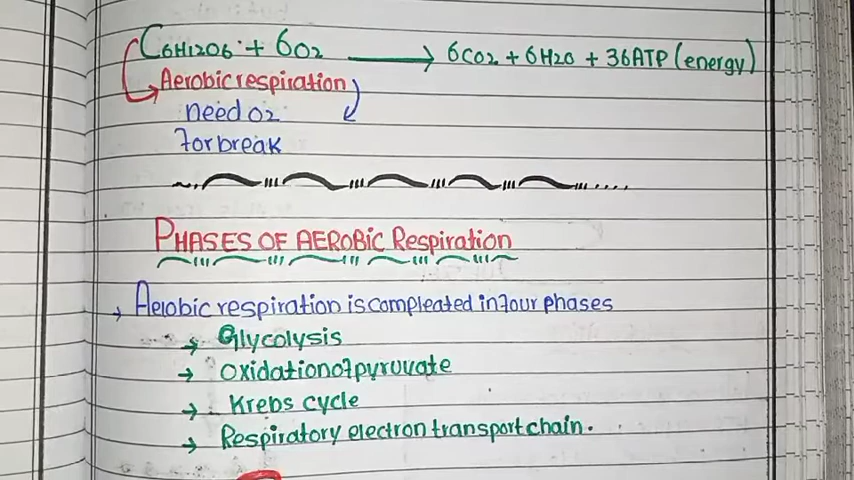 C6H12O6 + 6O2 → 6CO2 + 6H2O + 36ATP (energy)
Aerobic respiration
need O2
for break
PHASES OF AEROBIC Respiration
→ Aerobic respiration is compleated in four phases
→ Glycolysis
→ Oxidation of pyruvate
→ Krebs cycle
→ Respiratory electron transport chain.